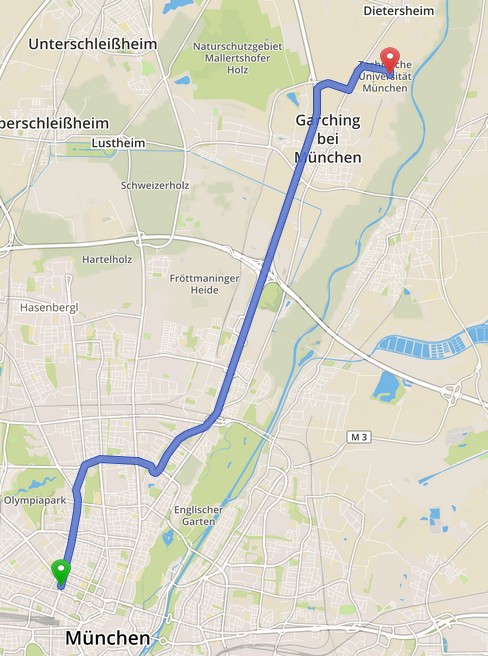 Dietersheim
Unterschleißheim
Naturschutzgebiet
Mallertshofer
Holz
Technische
Universität
München
perschleißheim
Garching
bei
München
Lustheim
Schweizerholz
Hartelholz
Fröttmaninger
Heide
Hasenbergl
M 3
Olympiapark
Englischer
Garten
München